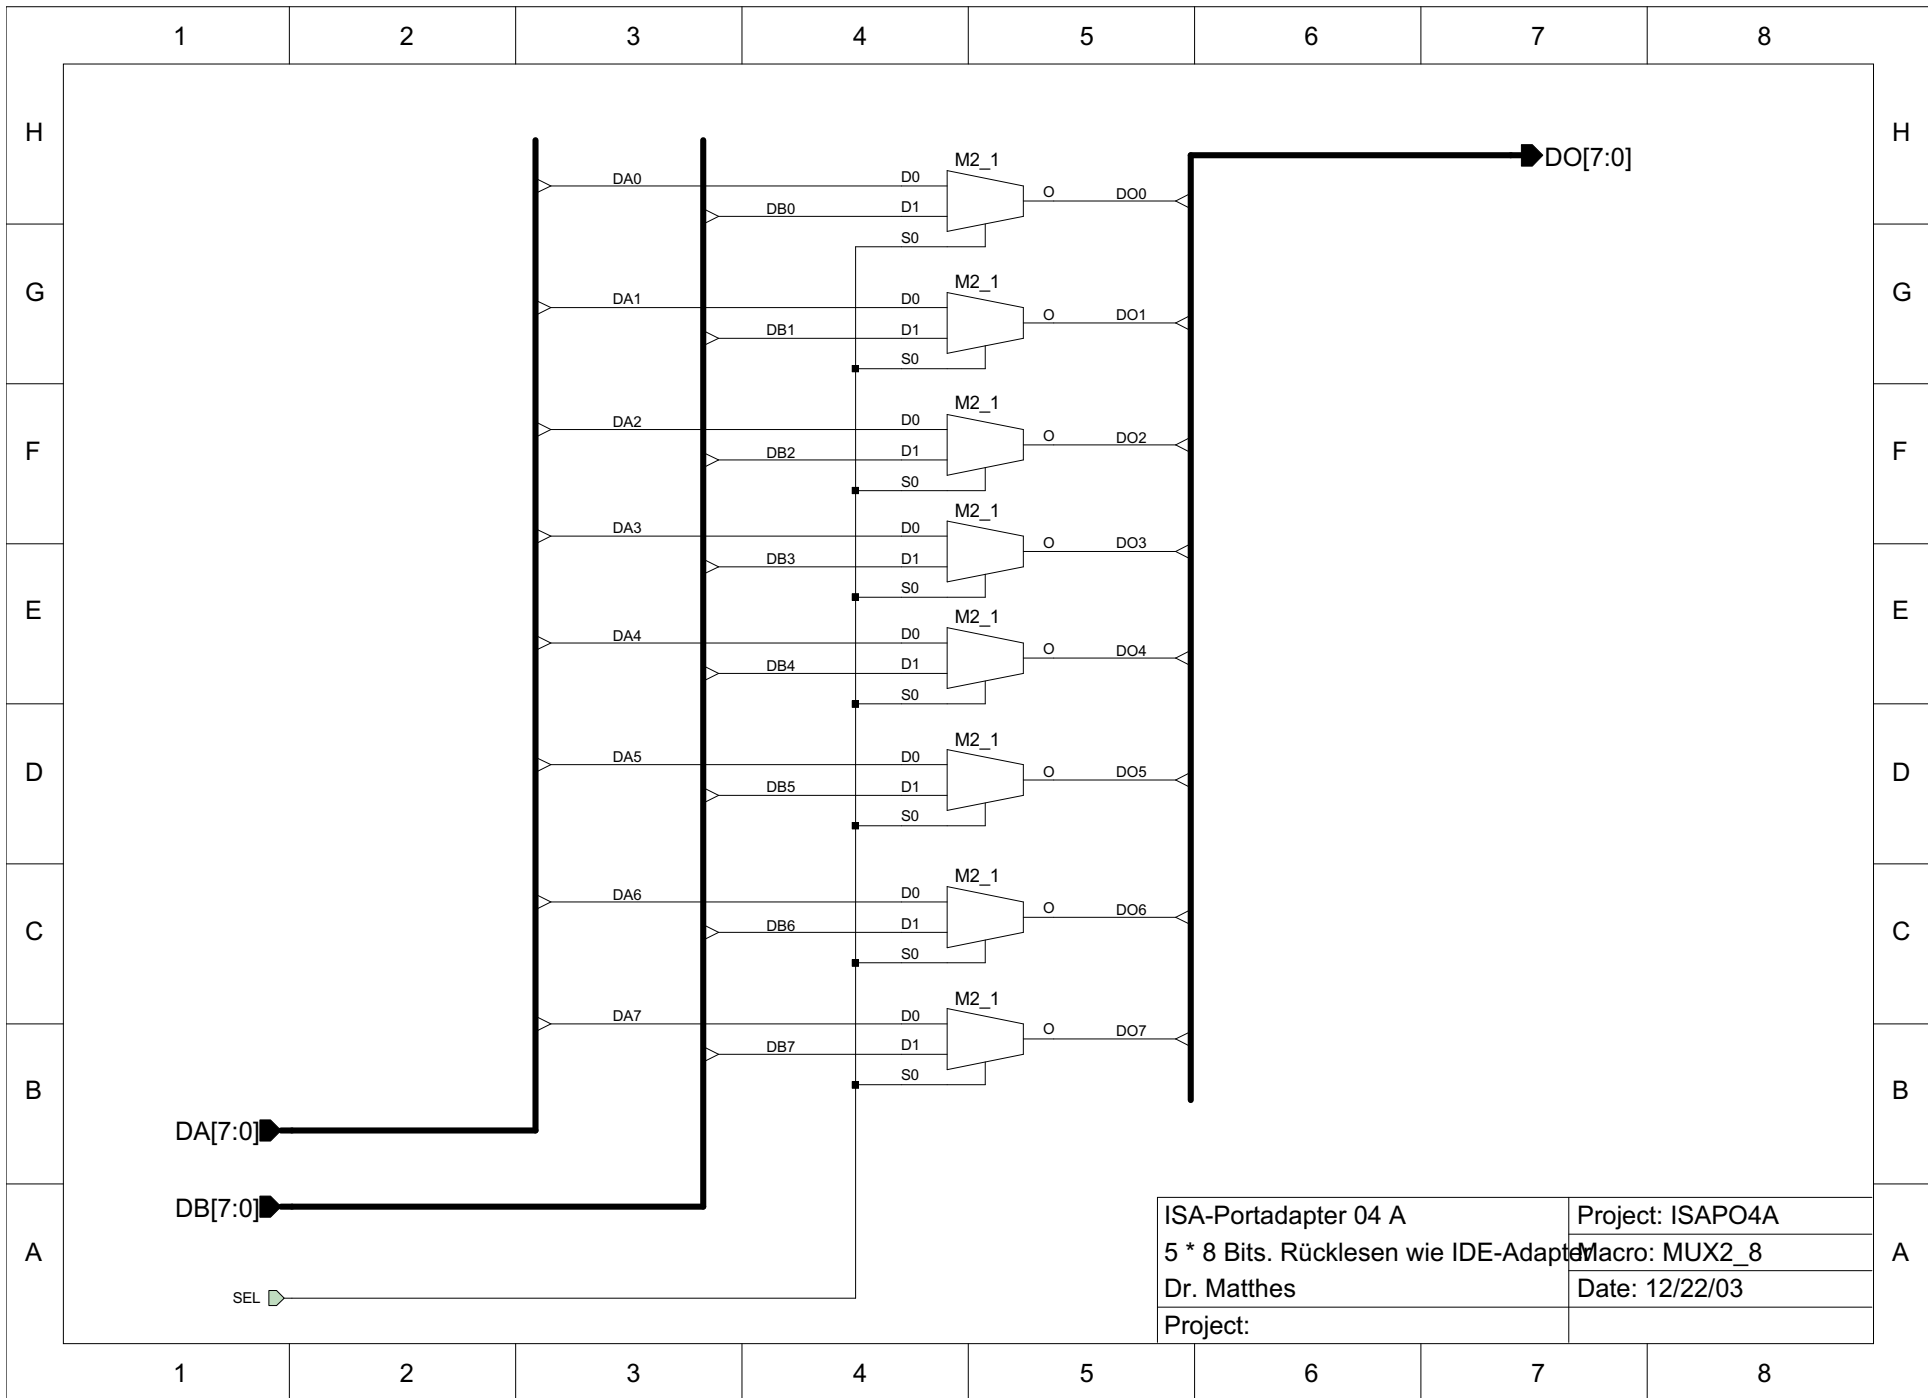 1 2 3 4 5 6 7 8
H H
DO[7:0]
M2_1
DA0 D0
O DO0
DB0 D1
S0
G G
M2_1
DA1 D0
O DO1
DB1 D1
S0
F F
M2_1
DA2 D0
O DO2
DB2 D1
S0
M2_1
DA3 D0
O DO3
DB3 D1
S0
E E
M2_1
DA4 D0
O DO4
DB4 D1
S0
D D
M2_1
DA5 D0
O DO5
DB5 D1
S0
C C
M2_1
DA6 D0
O DO6
DB6 D1
S0
M2_1
DA7 D0
O DO7
DB7 D1
S0
B B
DA[7:0]
DB[7:0]
A A
SEL
ISA-Portadapter 04 A
Project: ISAPO4A
5 * 8 Bits. Rücklesen wie IDE-Adapter
Macro: MUX2_8
Dr. Matthes
Date: 12/22/03
Project:
1 2 3 4 5 6 7 8